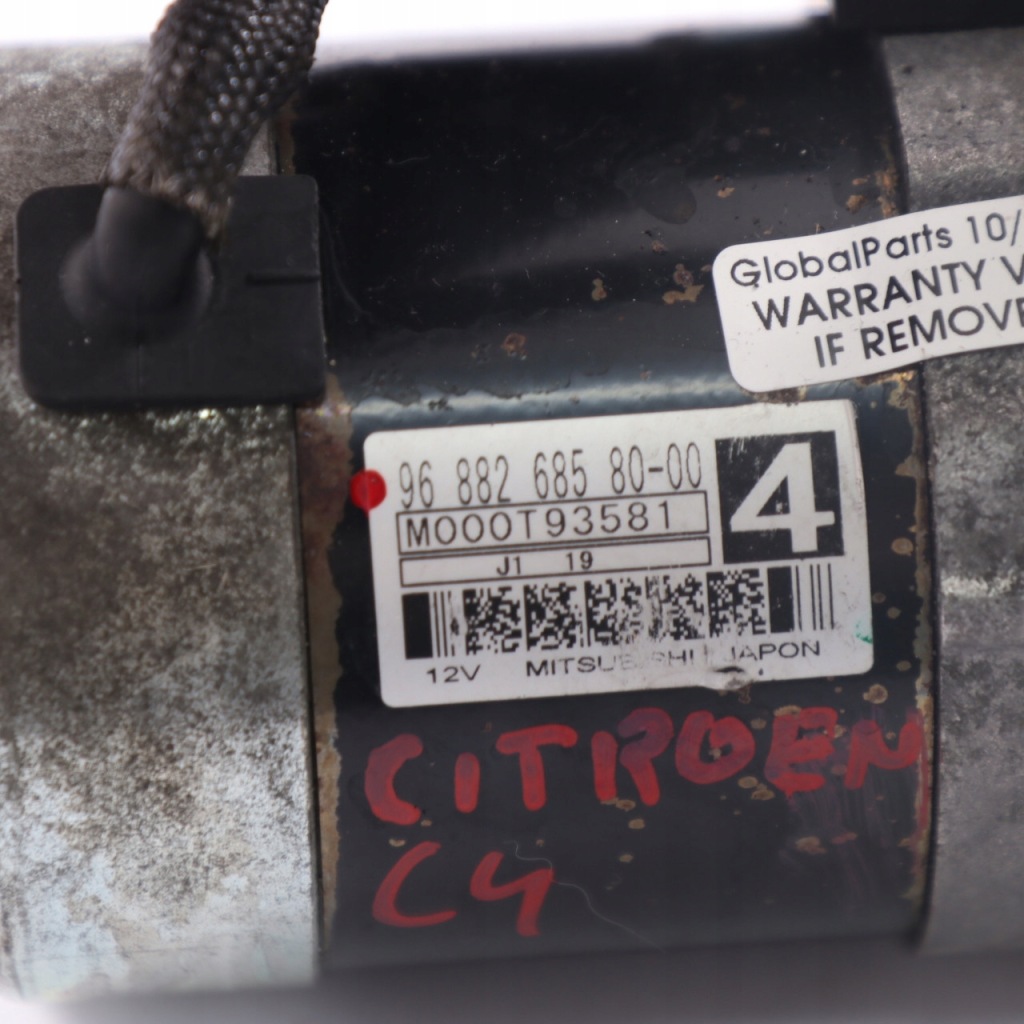 GlobalParts 10/
WARRANTY V
IF REMOVE
96 882 685 80-00
4
M000T93581
J1 19
12V MITSUBISHI JAPON
CITROEN
C4